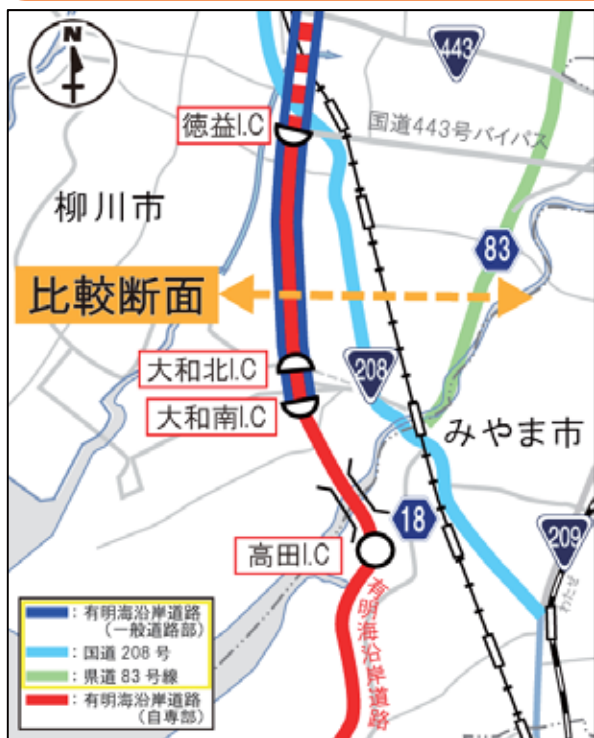 N
443
徳益I.C
国道443号バイパス
柳川市
83
比較断面
大和北I.C
208
大和南I.C
みやま市
18
高田I.C
209
わたぜ
有明海沿岸道路
：有明海沿岸道路
（一般道路部）
：国道208号
：県道83号線
：有明海沿岸道路
（自専部）